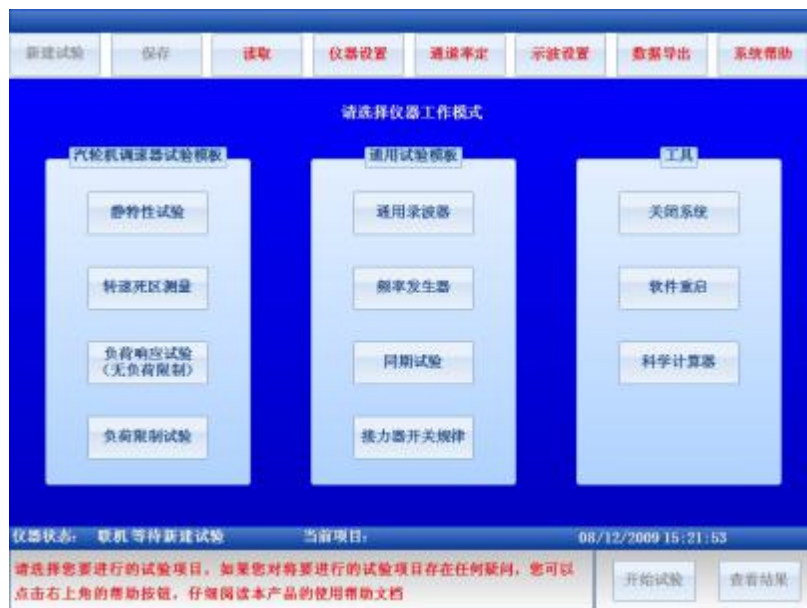 新建试验 保存 读取 仪器设置 通道率定 示波设置 数据导出 系统帮助
请选择仪器工作模式
汽轮机调速器试验模板
静特性试验
转速死区测量
负荷响应试验
(无负荷限制)
负荷限制试验
通用试验模板
通用录波器
频率发生器
同期试验
接力器开关规律
工具
关闭系统
软件重启
科学计算器
仪器状态: 联机 等待新建试验 当前项目: 08/12/2009 15:21:53
请选择您要进行的试验项目。如果您对将要进行的试验项目存在任何疑问，您可以
点击右上角的帮助按钮，仔细阅读本产品的使用帮助文档
开始试验 查看结果